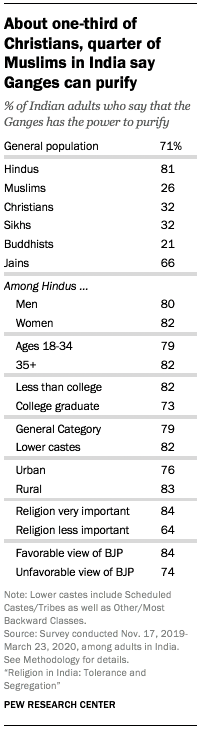 About one-third of
Christians, quarter of
Muslims in India say
Ganges can purify
% of Indian adults who say that the
Ganges has the power to purify
General population 71%
Hindus 81
Muslims 26
Christians 32
Sikhs 32
Buddhists 21
Jains 66
Among Hindus ...
Men 80
Women 82
Ages 18-34 79
35+ 82
Less than college 82
College graduate 73
General Category 79
Lower castes 82
Urban 76
Rural 83
Religion very important 84
Religion less important 64
Favorable view of BJP 84
Unfavorable view of BJP 74
Note: Lower castes include Scheduled
Castes/Tribes as well as Other/Most
Backward Classes.
Source: Survey conducted Nov. 17, 2019-
March 23, 2020, among adults in India.
See Methodology for details.
"Religion in India: Tolerance and
Segregation"
PEW RESEARCH CENTER